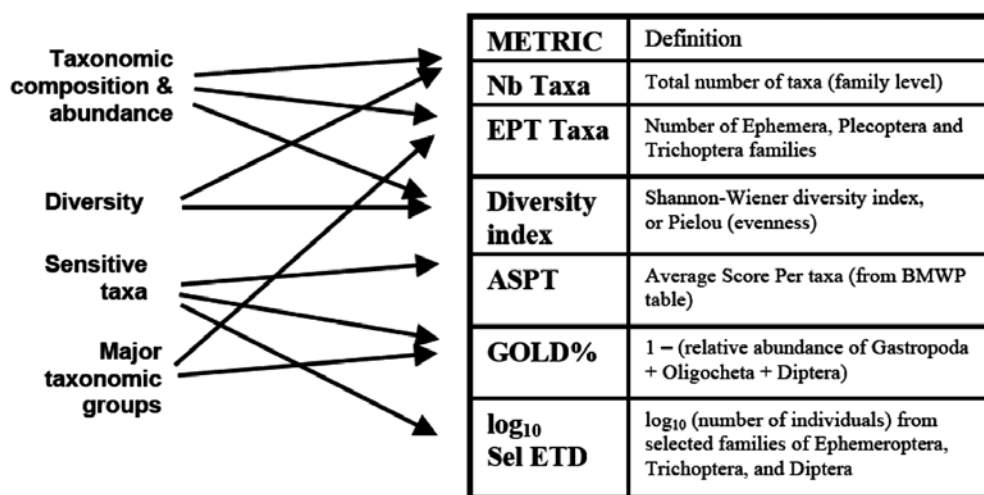 Taxonomic
composition &
abundance
Diversity
Sensitive
taxa
Major
taxonomic
groups
METRIC
Definition
Nb Taxa
Total number of taxa (family level)
EPT Taxa
Number of Ephemera, Plecoptera and
Trichoptera families
Diversity
index
Shannon-Wiener diversity index,
or Pielou (evenness)
ASPT
Average Score Per taxa (from BMWP
table)
GOLD%
1 – (relative abundance of Gastropoda
+ Oligocheta + Diptera)
log₁₀
Sel ETD
log₁₀ (number of individuals) from
selected families of Ephemeroptera,
Trichoptera, and Diptera